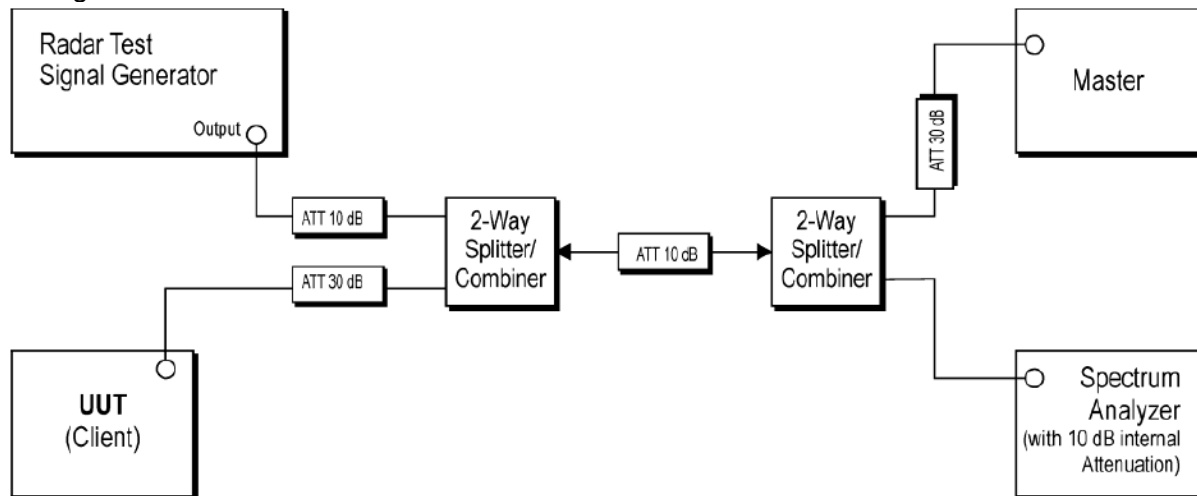 Radar Test
Signal Generator
Output
ATT 10 dB
ATT 30 dB
2-Way
Splitter/
Combiner
ATT 10 dB
2-Way
Splitter/
Combiner
ATT 30 dB
Master
UUT
(Client)
Spectrum
Analyzer
(with 10 dB internal
Attenuation)